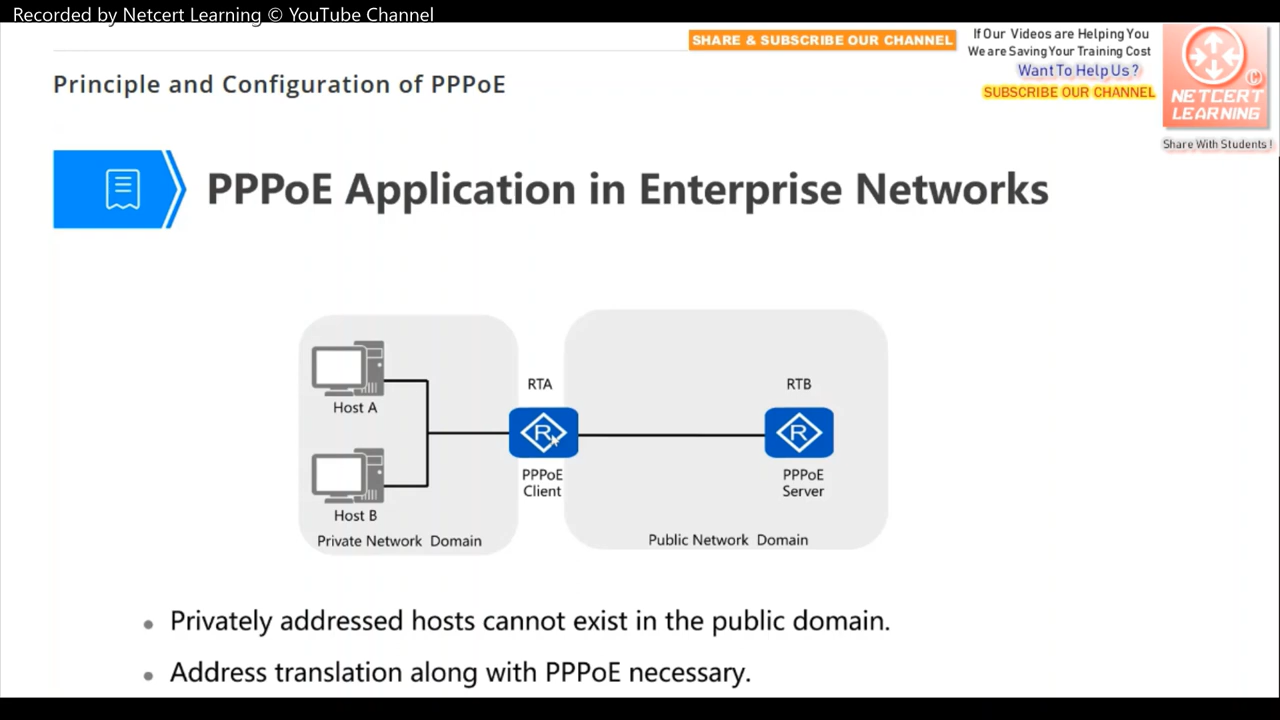 Recorded by Netcert Learning © YouTube Channel
SHARE & SUBSCRIBE OUR CHANNEL
If Our Videos are Helping You
We are Saving Your Training Cost
Want To Help Us ?
SUBSCRIBE OUR CHANNEL
©
NETCERT
LEARNING
Share With Students !
Principle and Configuration of PPPoE
PPPoE Application in Enterprise Networks
Host A
Host B
Private Network Domain
RTA
R
PPPoE
Client
RTB
R
PPPoE
Server
Public Network Domain
• Privately addressed hosts cannot exist in the public domain.
• Address translation along with PPPoE necessary.